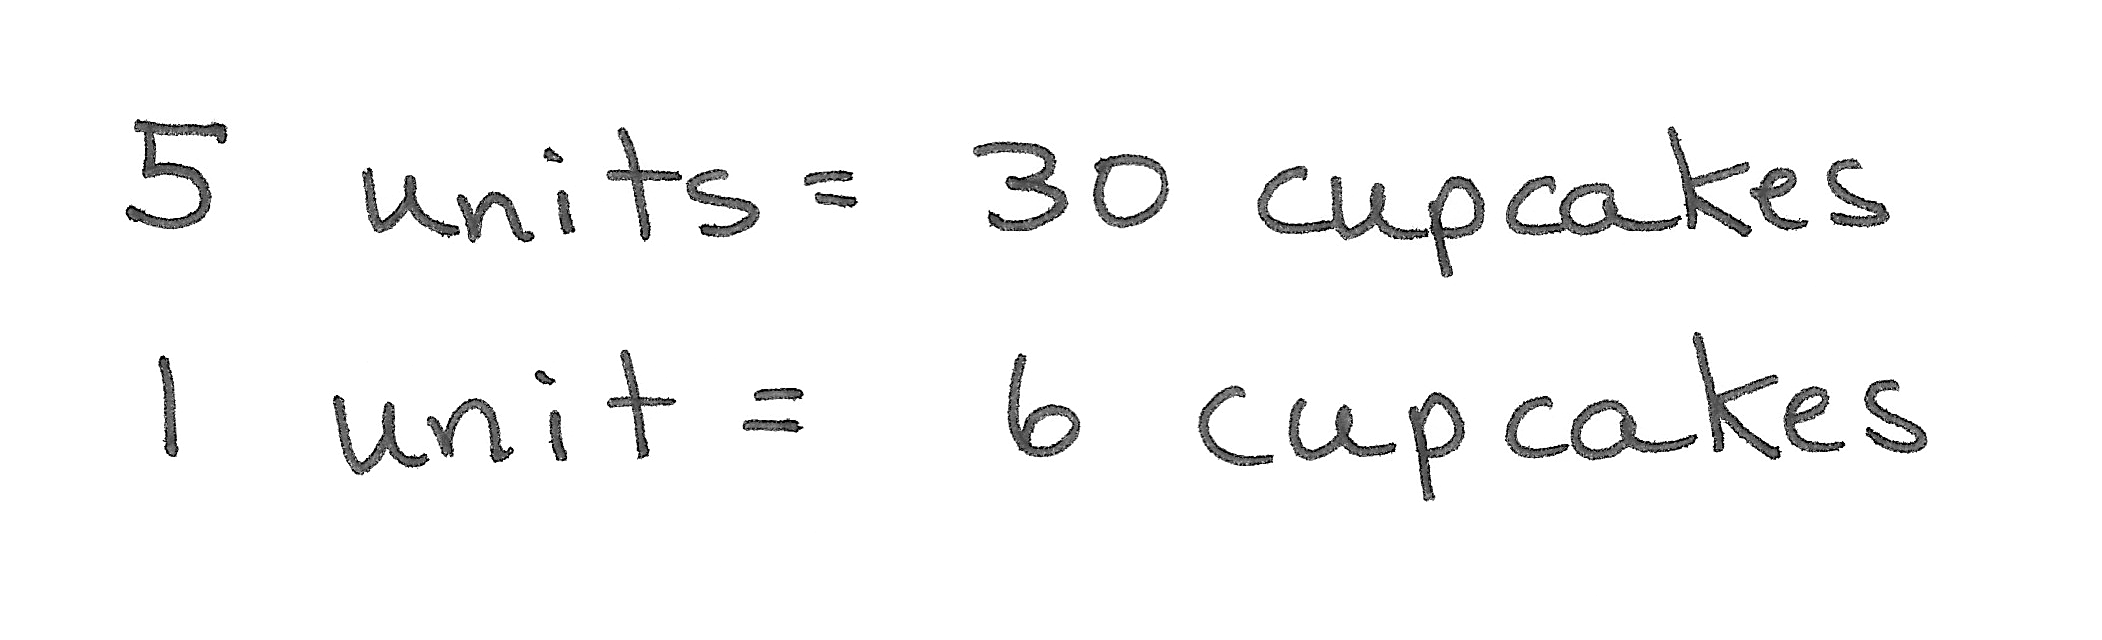 5 units = 30 cupcakes
1 unit = 6 cupcakes